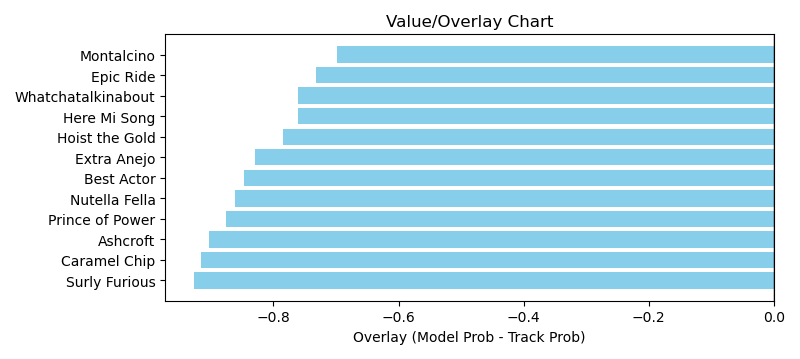 Value/Overlay Chart
Montalcino
Epic Ride
Whatchatalkinabout
Here Mi Song
Hoist the Gold
Extra Anejo
Best Actor
Nutella Fella
Prince of Power
Ashcroft
Caramel Chip
Surly Furious
−0.8 −0.6 −0.4 −0.2 0.0
Overlay (Model Prob - Track Prob)